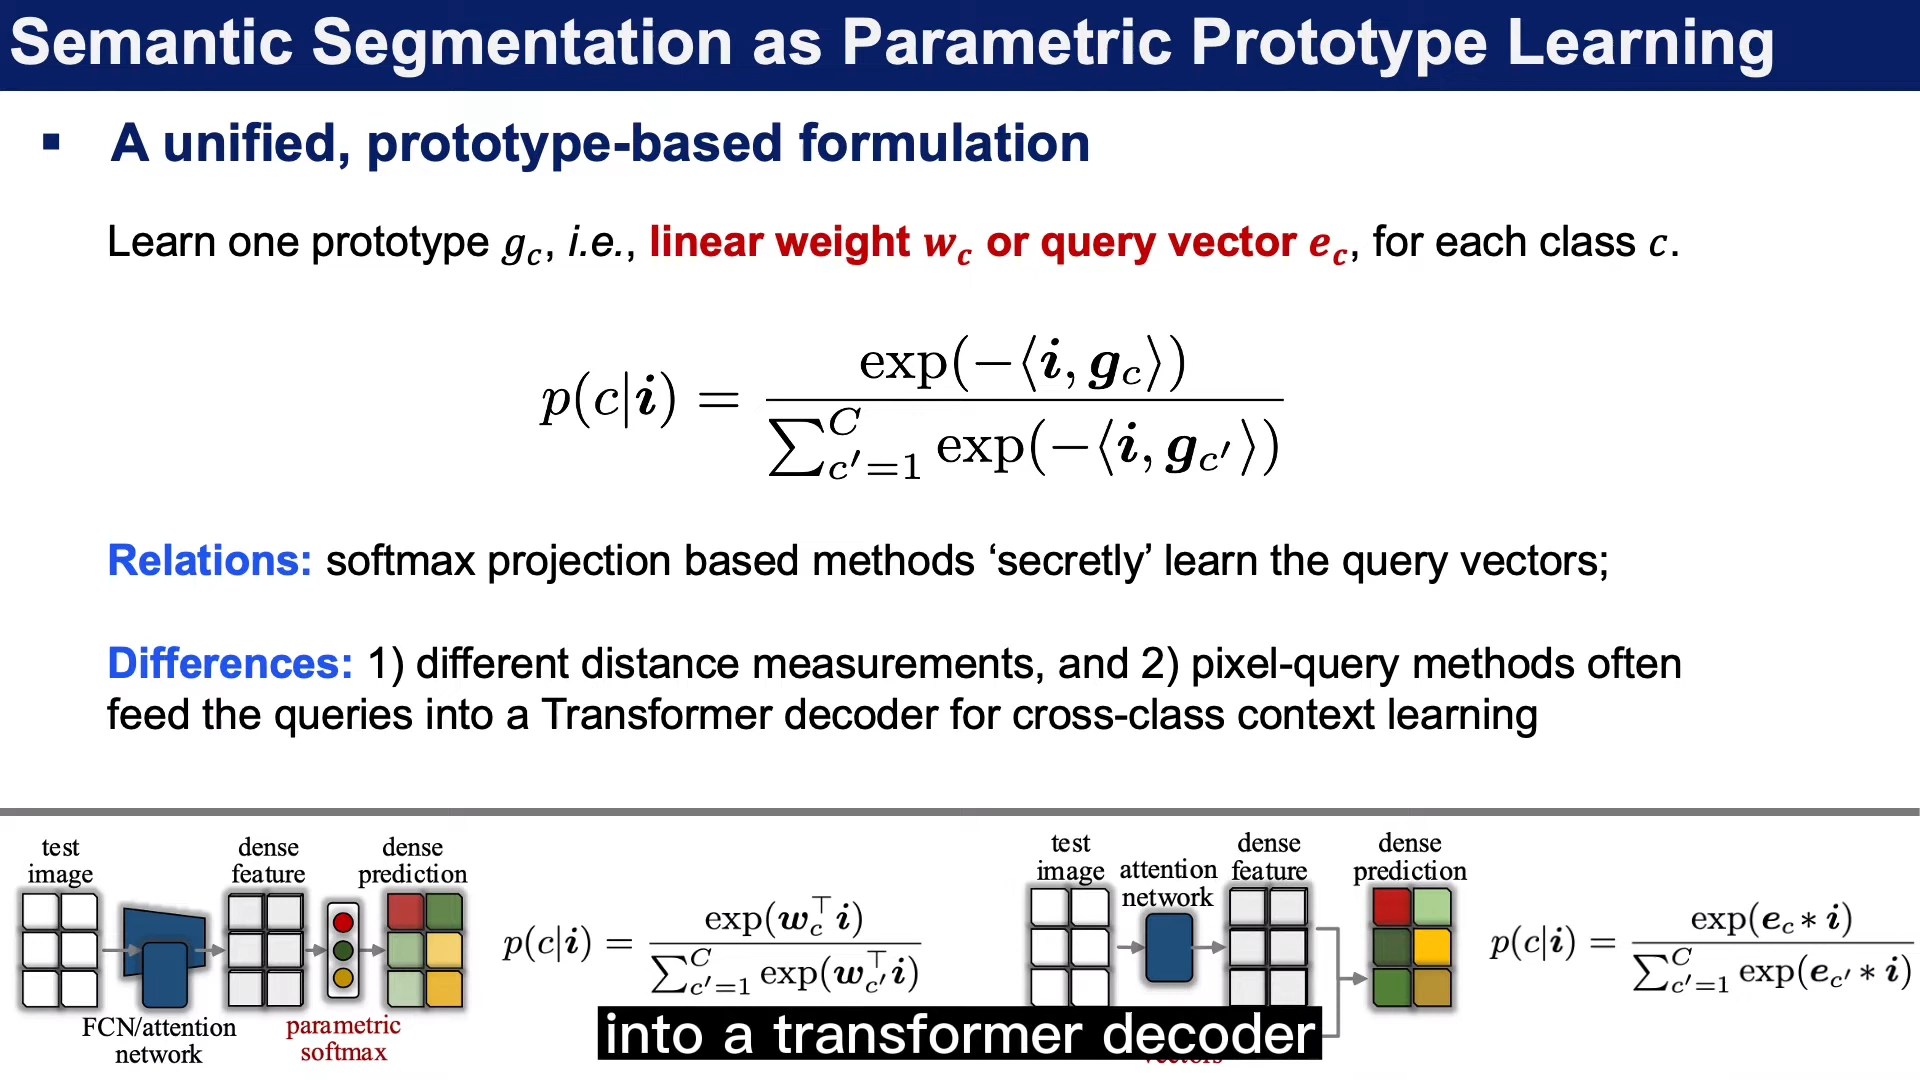 Semantic Segmentation as Parametric Prototype Learning
▪ A unified, prototype-based formulation
Learn one prototype g_c, i.e., linear weight w_c or query vector e_c, for each class c.
p(c|i) = exp(−⟨i, g_c⟩) / ∑_{c′=1}^{C} exp(−⟨i, g_{c′}⟩)
Relations: softmax projection based methods ‘secretly’ learn the query vectors;
Differences: 1) different distance measurements, and 2) pixel-query methods often
feed the queries into a Transformer decoder for cross-class context learning
test image
dense feature
dense prediction
FCN/attention network
parametric softmax
p(c|i) = exp(w_c^⊤ i) / ∑_{c′=1}^{C} exp(w_{c′}^⊤ i)
test image
attention network
dense feature
dense prediction
p(c|i) = exp(e_c ∗ i) / ∑_{c′=1}^{C} exp(e_{c′} ∗ i)
into a transformer decoder